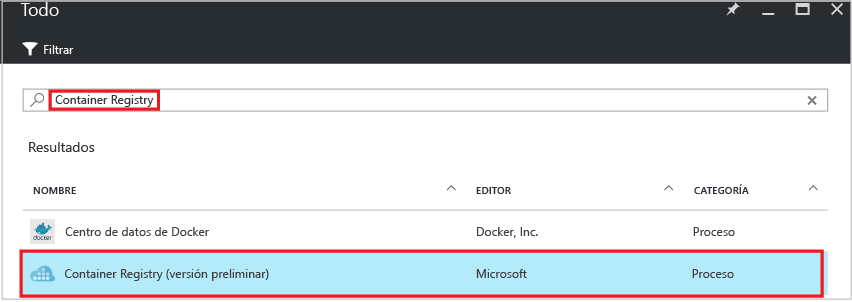 Todo
Filtrar
Container Registry
Resultados
NOMBRE EDITOR CATEGORÍA
docker Centro de datos de Docker Docker, Inc. Proceso
Container Registry (versión preliminar) Microsoft Proceso